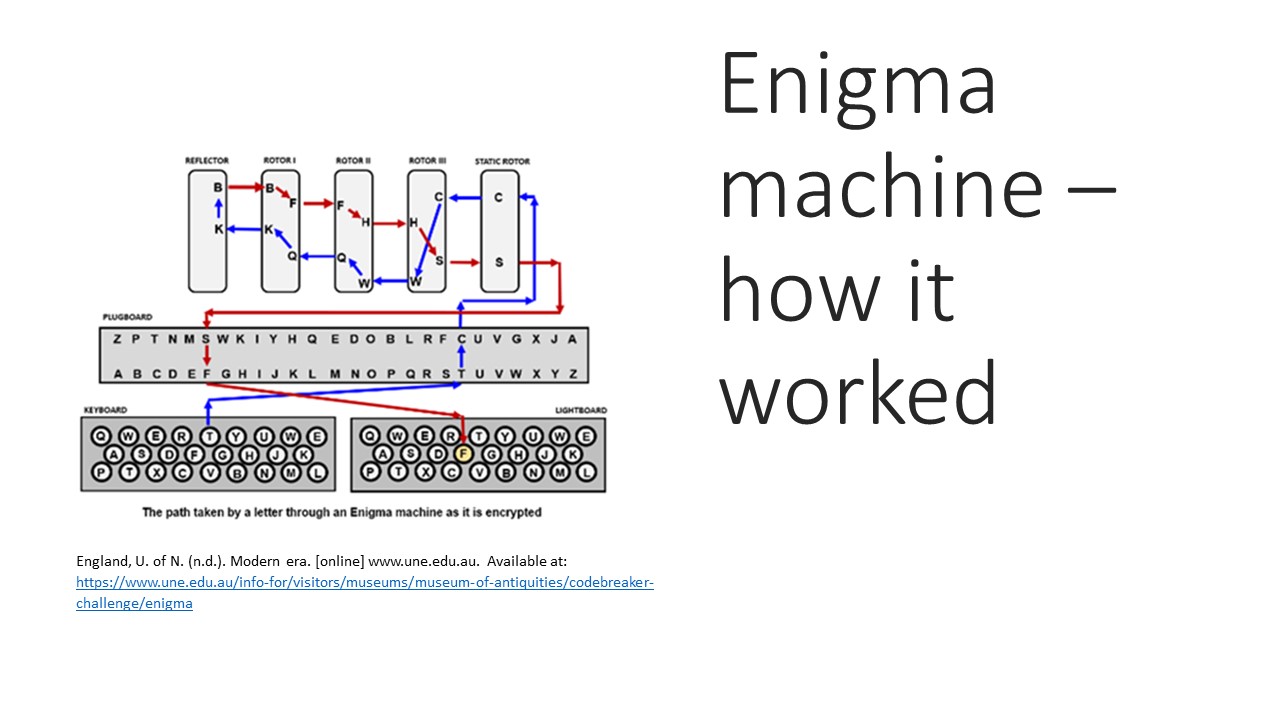 Enigma
machine –
how it
worked
REFLECTOR ROTOR I ROTOR II ROTOR III STATIC ROTOR
B B C C
F F
H H
K K
Q Q S S
W W
PLUGBOARD
Z P T N M S W K I Y H Q E D O B L R F C U V G X J A
A B C D E F G H I J K L M N O P Q R S T U V W X Y Z
KEYBOARD LIGHTBOARD
Q W E R T Y U W E Q W E R T Y U W E
A S D F G H J K A S D F G H J K
P T X C V B N M L P T X C V B N M L
The path taken by a letter through an Enigma machine as it is encrypted
England, U. of N. (n.d.). Modern era. [online] www.une.edu.au. Available at:
https://www.une.edu.au/info-for/visitors/museums/museum-of-antiquities/codebreaker-
challenge/enigma